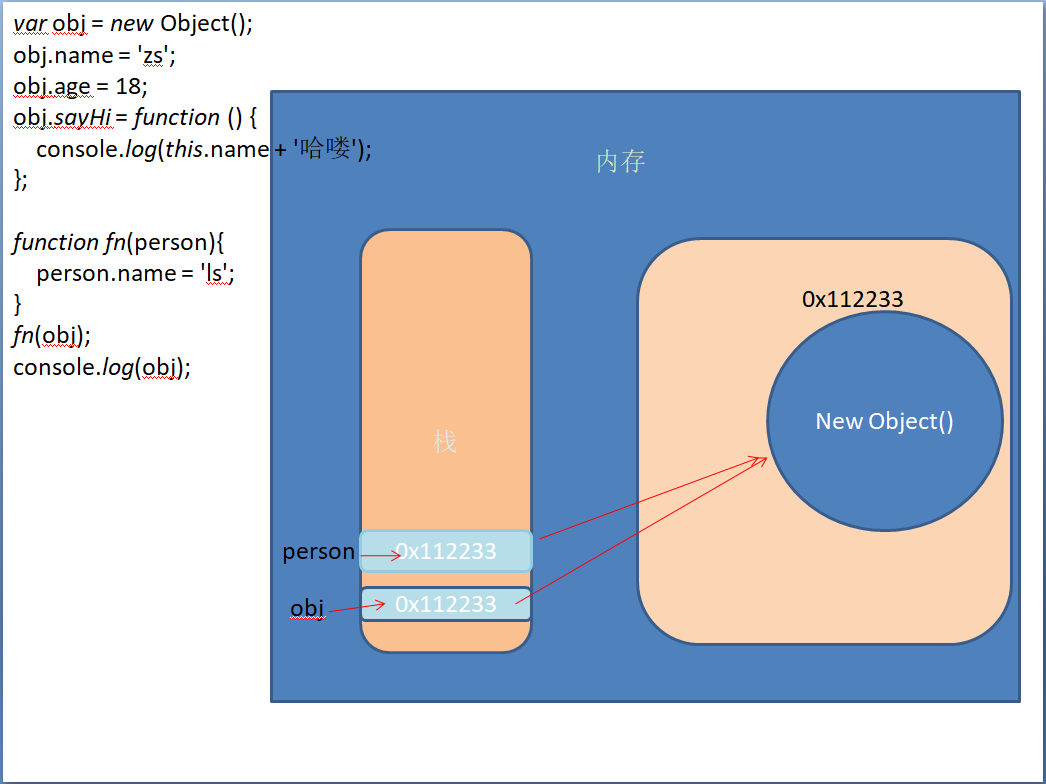 var obj = new Object();
obj.name = 'zs';
obj.age = 18;
obj.sayHi = function () {
console.log(this.name + '哈喽');
};
function fn(person){
person.name = 'ls';
}
fn(obj);
console.log(obj);
内存
0x112233
New Object()
栈
person
0x112233
obj
0x112233